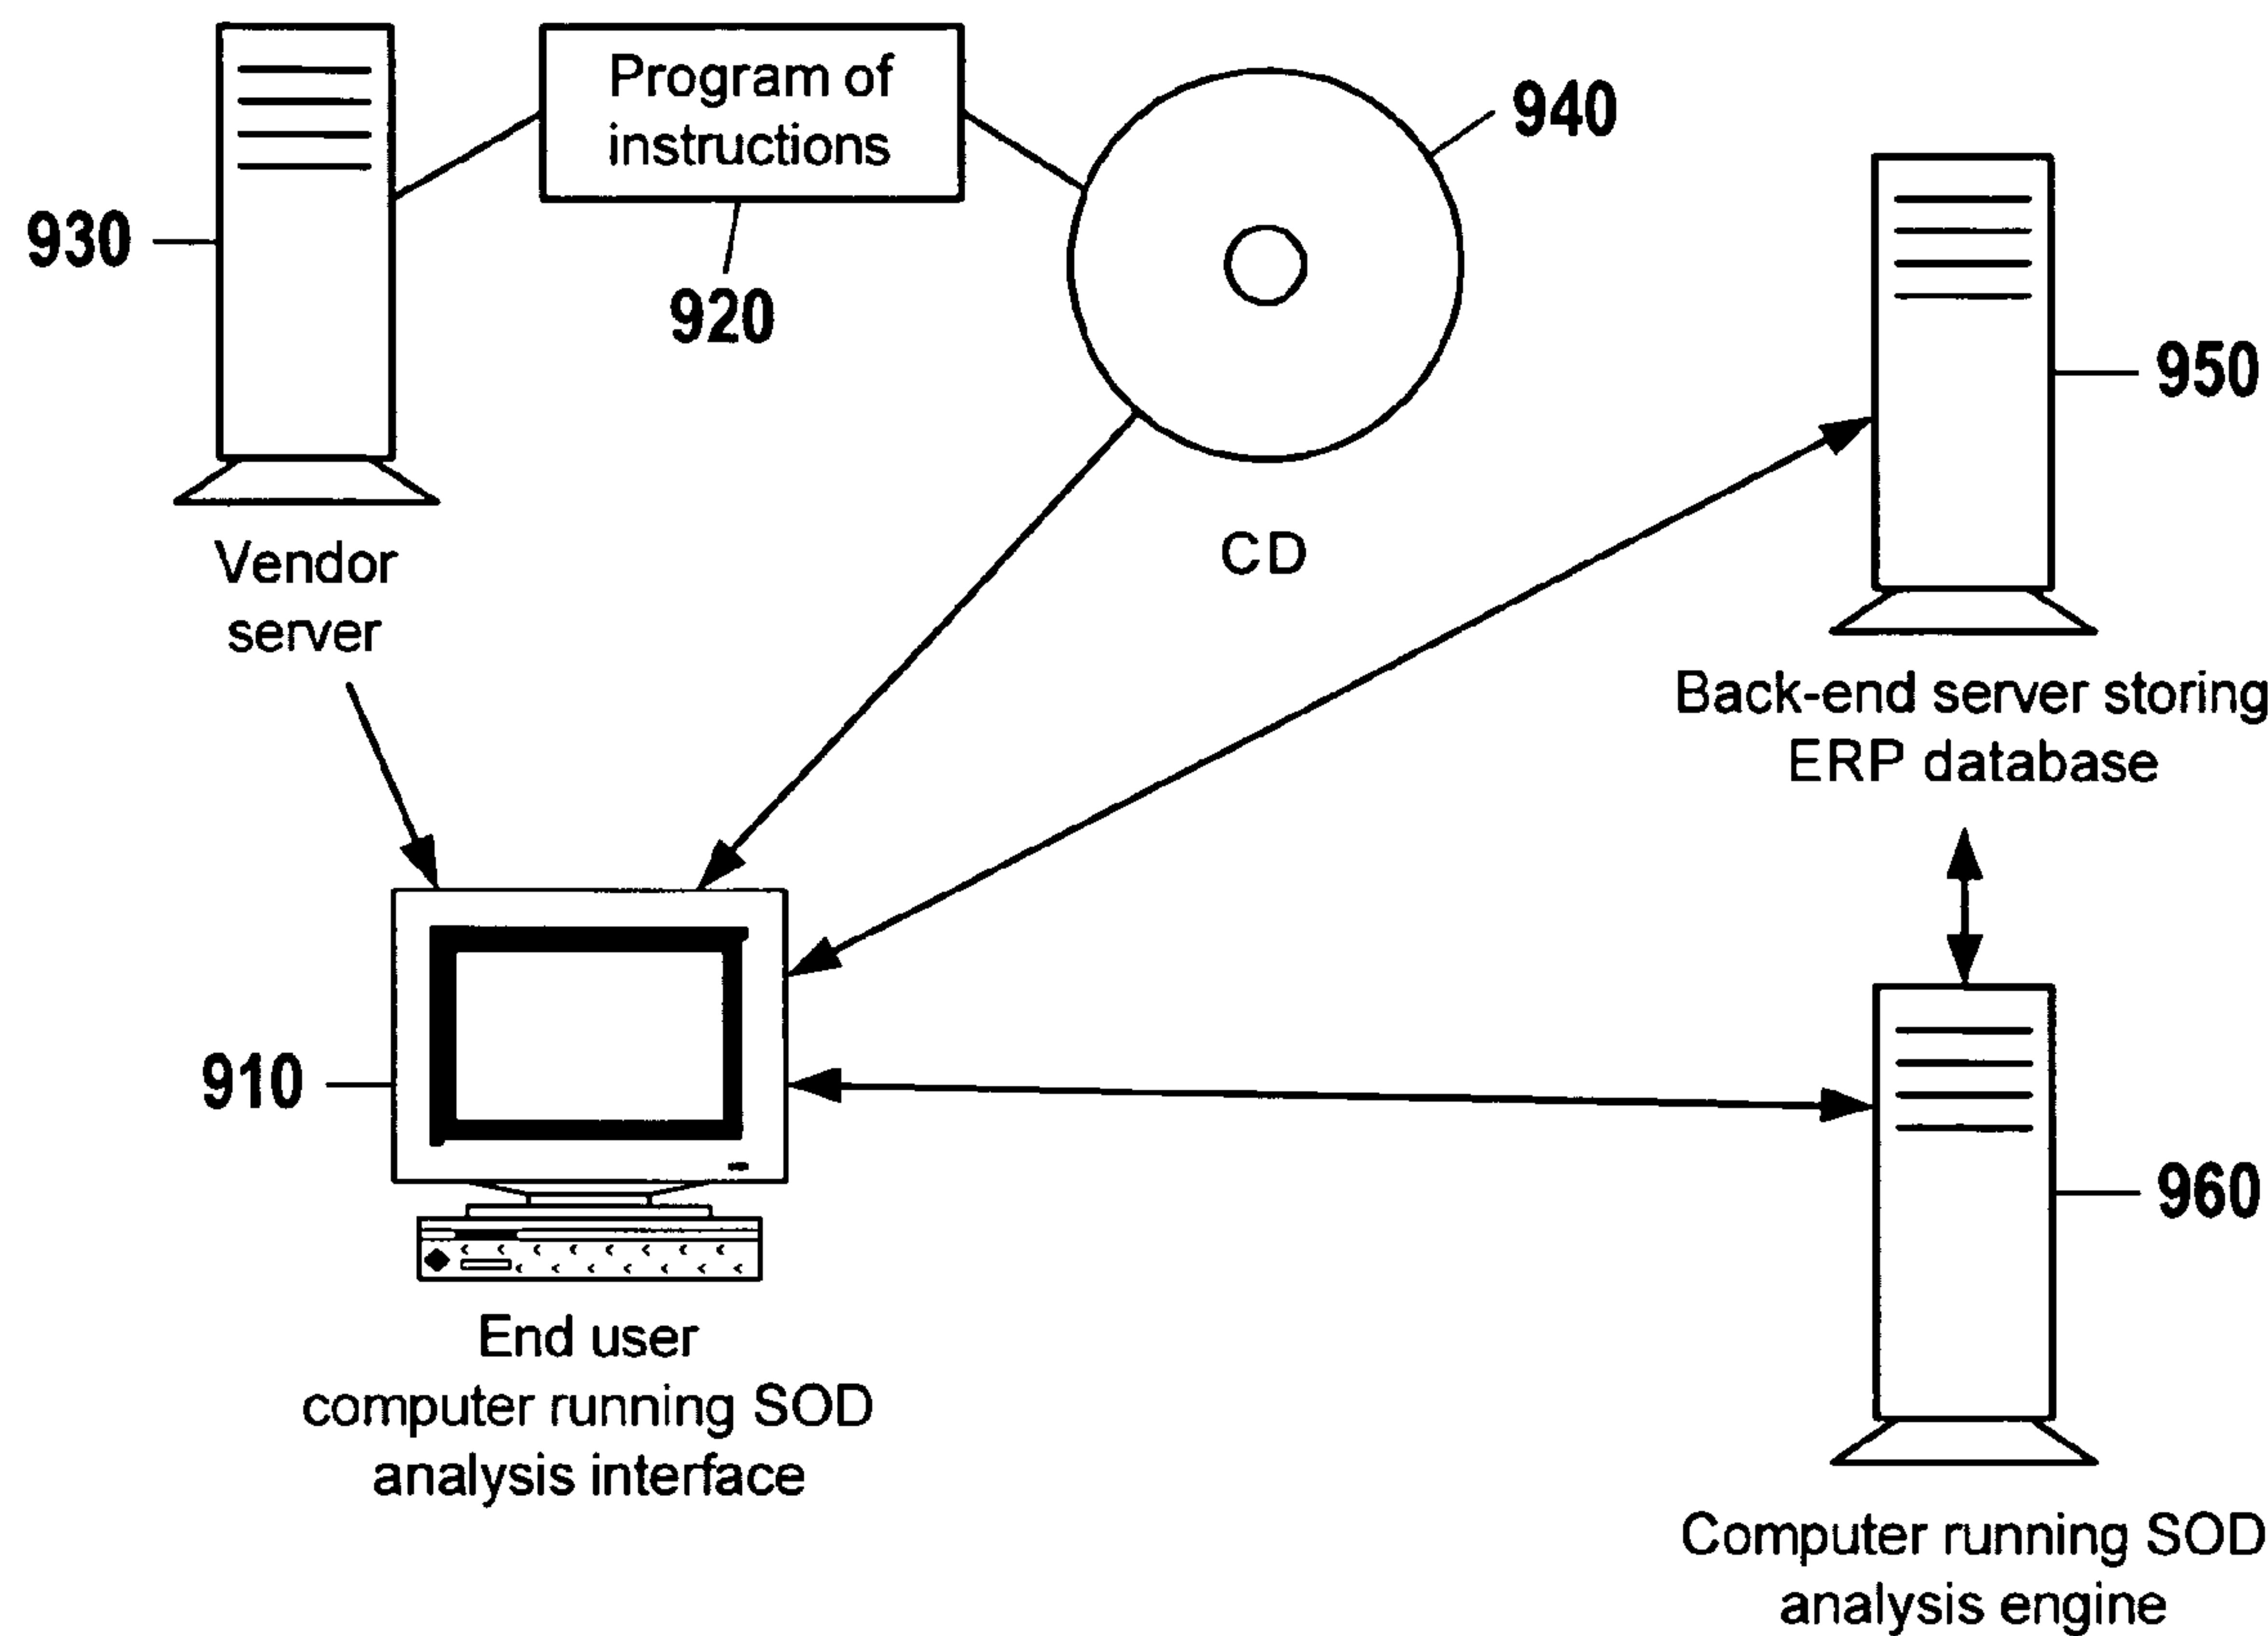 Program of
instructions
940
930
920
950
Vendor
server
CD
Back-end server storing
ERP database
910
960
End user
computer running SOD
analysis interface
Computer running SOD
analysis engine